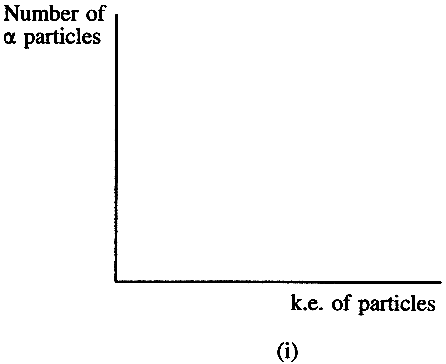 Number of
α particles
k.e. of particles
(i)